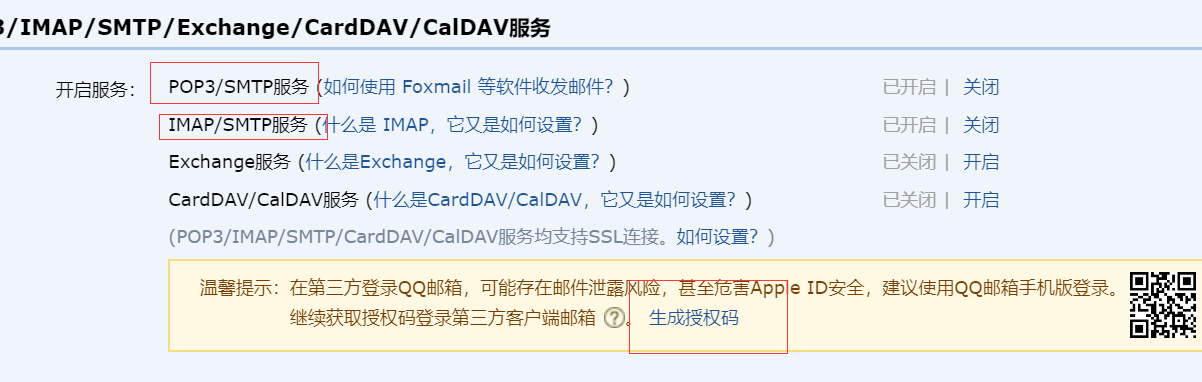 3/IMAP/SMTP/Exchange/CardDAV/CalDAV服务
开启服务： POP3/SMTP服务 (如何使用 Foxmail 等软件收发邮件？) 已开启 | 关闭
IMAP/SMTP服务 (什么是 IMAP，它又是如何设置？) 已开启 | 关闭
Exchange服务 (什么是Exchange，它又是如何设置？) 已关闭 | 开启
CardDAV/CalDAV服务 (什么是CardDAV/CalDAV，它又是如何设置？) 已关闭 | 开启
(POP3/IMAP/SMTP/CardDAV/CalDAV服务均支持SSL连接。如何设置？)
温馨提示：在第三方登录QQ邮箱，可能存在邮件泄露风险，甚至危害Apple ID安全，建议使用QQ邮箱手机版登录。
继续获取授权码登录第三方客户端邮箱 ?。 生成授权码